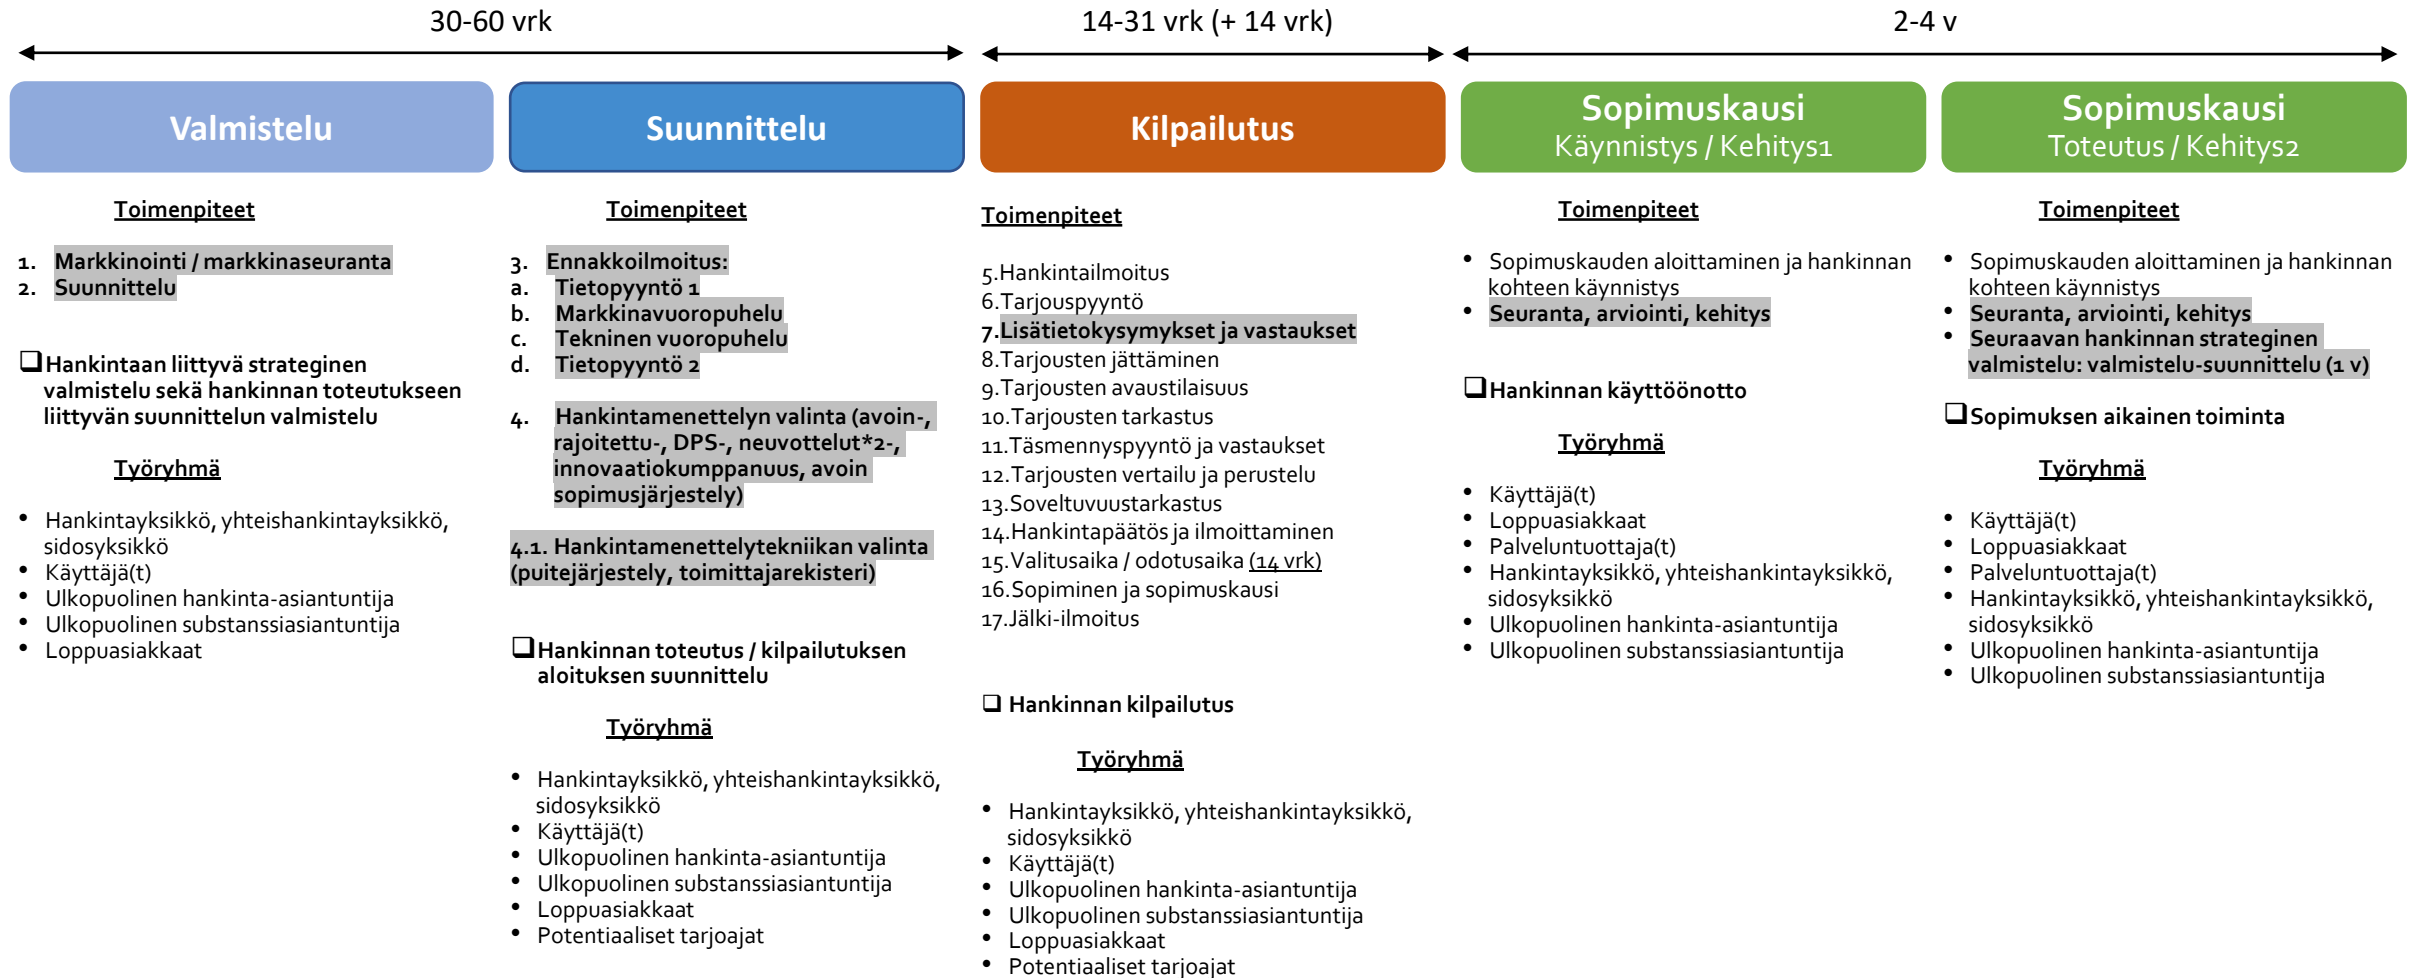 30-60 vrk
14-31 vrk (+ 14 vrk)
2-4 v
Valmistelu
Toimenpiteet
1. Markkinointi / markkinaseuranta
2. Suunnittelu
❑Hankintaan liittyvä strateginen
valmistelu sekä hankinnan toteutukseen
liittyvän suunnittelun valmistelu
Työryhmä
• Hankintayksikkö, yhteishankintayksikkö,
sidosyksikkö
• Käyttäjä(t)
• Ulkopuolinen hankinta-asiantuntija
• Ulkopuolinen substanssiasiantuntija
• Loppuasiakkaat
Suunnittelu
Toimenpiteet
3. Ennakkoilmoitus:
a. Tietopyyntö 1
b. Markkinavuoropuhelu
c. Tekninen vuoropuhelu
d. Tietopyyntö 2
4. Hankintamenettelyn valinta (avoin-,
rajoitettu-, DPS-, neuvottelut*2-,
innovaatiokumppanuus, avoin
sopimusjärjestely)
4.1. Hankintamenettelytekniikan valinta
(puitejärjestely, toimittajarekisteri)
❑Hankinnan toteutus / kilpailutuksen
aloituksen suunnittelu
Työryhmä
• Hankintayksikkö, yhteishankintayksikkö,
sidosyksikkö
• Käyttäjä(t)
• Ulkopuolinen hankinta-asiantuntija
• Ulkopuolinen substanssiasiantuntija
• Loppuasiakkaat
• Potentiaaliset tarjoajat
Kilpailutus
Toimenpiteet
5.Hankintailmoitus
6.Tarjouspyyntö
7.Lisätietokysymykset ja vastaukset
8.Tarjousten jättäminen
9.Tarjousten avaustilaisuus
10.Tarjousten tarkastus
11.Täsmennyspyyntö ja vastaukset
12.Tarjousten vertailu ja perustelu
13.Soveltuvuustarkastus
14.Hankintapäätös ja ilmoittaminen
15.Valitusaika / odotusaika (14 vrk)
16.Sopiminen ja sopimuskausi
17.Jälki-ilmoitus
❑ Hankinnan kilpailutus
Työryhmä
• Hankintayksikkö, yhteishankintayksikkö,
sidosyksikkö
• Käyttäjä(t)
• Ulkopuolinen hankinta-asiantuntija
• Ulkopuolinen substanssiasiantuntija
• Loppuasiakkaat
• Potentiaaliset tarjoajat
Sopimuskausi
Käynnistys / Kehitys1
Toimenpiteet
• Sopimuskauden aloittaminen ja hankinnan
kohteen käynnistys
• Seuranta, arviointi, kehitys
❑Hankinnan käyttöönotto
Työryhmä
• Käyttäjä(t)
• Loppuasiakkaat
• Palveluntuottaja(t)
• Hankintayksikkö, yhteishankintayksikkö,
sidosyksikkö
• Ulkopuolinen hankinta-asiantuntija
• Ulkopuolinen substanssiasiantuntija
Sopimuskausi
Toteutus / Kehitys2
Toimenpiteet
• Sopimuskauden aloittaminen ja hankinnan
kohteen käynnistys
• Seuranta, arviointi, kehitys
• Seuraavan hankinnan strateginen
valmistelu: valmistelu-suunnittelu (1 v)
❑Sopimuksen aikainen toiminta
Työryhmä
• Käyttäjä(t)
• Loppuasiakkaat
• Palveluntuottaja(t)
• Hankintayksikkö, yhteishankintayksikkö,
sidosyksikkö
• Ulkopuolinen hankinta-asiantuntija
• Ulkopuolinen substanssiasiantuntija